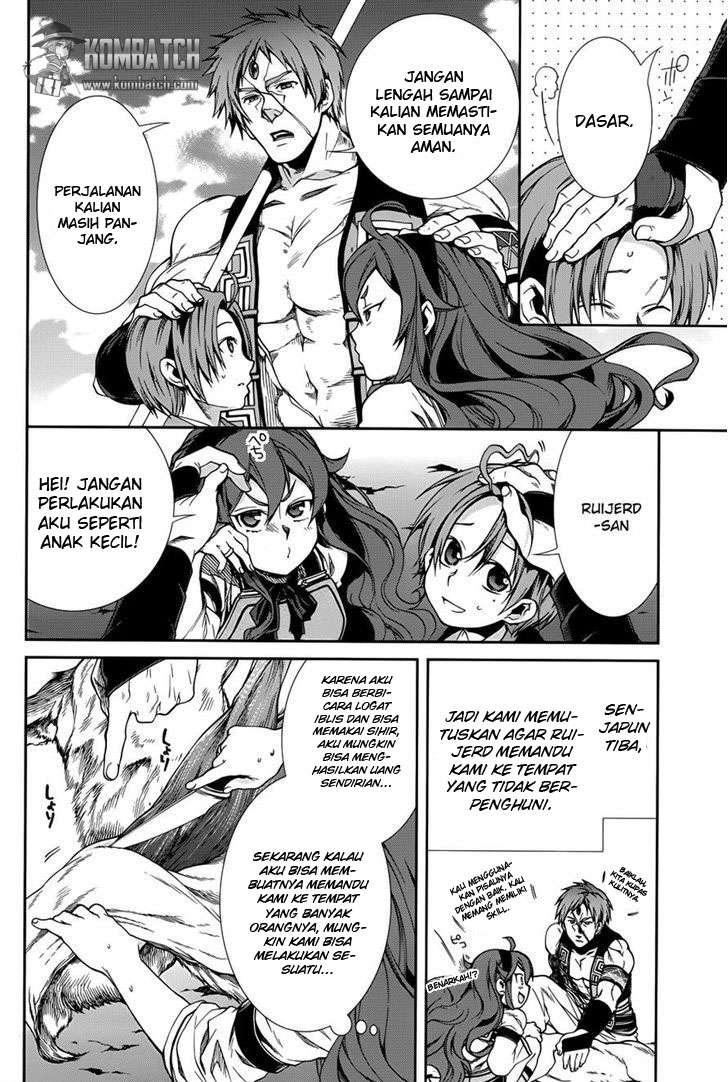 KOMBATCH
www.kombatch.com
DASAR.
JANGAN
LENGAH SAMPAI
KALIAN MEMASTI-
KAN SEMUANYA
AMAN.
PERJALANAN
KALIAN
MASIH PAN-
JANG.
RUIJERD
-SAN
ペち
HEI! JANGAN
PERLAKUKAN
AKU SEPERTI
ANAK KECIL!
SEN-
JAPUN
TIBA,
JADI KAMI MEMU-
TUSKAN AGAR RUI-
JERD MEMANDU
KAMI KE TEMPAT
YANG TIDAK BER-
PENGHUNI.
BAIKLAH,
KITA KUPAS
KULITNYA.
KAU MENGGUNA-
KAN PISAUNYA
DENGAN BAIK. KAU
MEMANG MEMILIKI
SKILL.
BENARKAH!?
KARENA AKU
BISA BERBI-
CARA LOGAT
IBLIS DAN BISA
MEMAKAI SIHIR,
AKU MUNGKIN
BISA MENG-
HASILKAN UANG
SENDIRIAN...
SEKARANG KALAU
AKU BISA MEM-
BUATNYA MEMANDU
KAMI KE TEMPAT
YANG BANYAK
ORANGNYA, MUNG-
KIN KAMI BISA
MELAKUKAN SE-
SUATU...